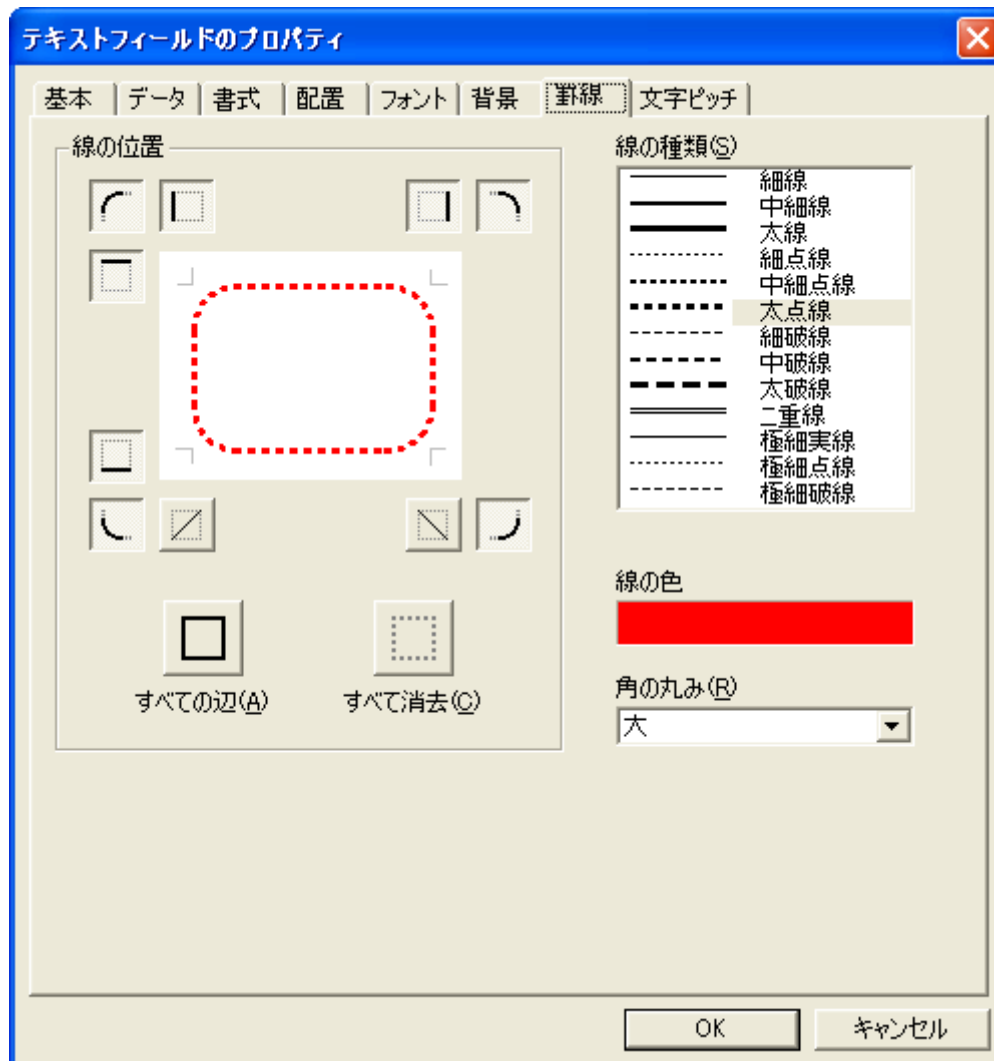 テキストフィールドのプロパティ
基本 データ 書式 配置 フォント 背景 罫線 文字ピッチ
線の位置
すべての辺(A) すべて消去(C)
線の種類(S)
細線
中細線
太線
細点線
中細点線
太点線
細破線
中破線
太破線
二重線
極細実線
極細点線
極細破線
線の色
角の丸み(R)
大
OK キャンセル